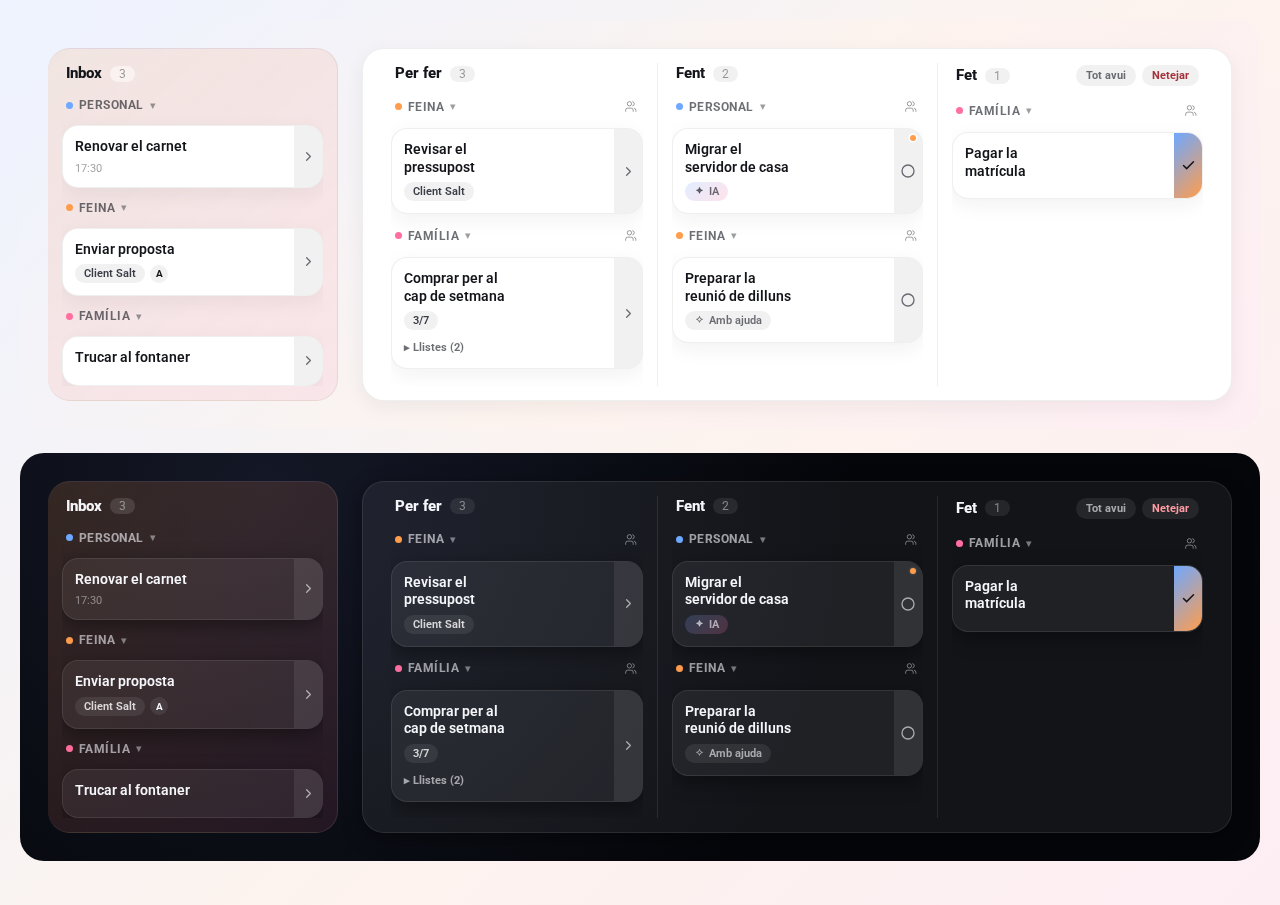 Inbox 3
PERSONAL ▾
Renovar el carnet
17:30
FEINA ▾
Enviar proposta
Client Salt A
FAMÍLIA ▾
Trucar al fontaner
Per fer 3
FEINA ▾
Revisar el
pressupost
Client Salt
FAMÍLIA ▾
Comprar per al
cap de setmana
3/7
▸ Llistes (2)
Fent 2
PERSONAL ▾
Migrar el
servidor de casa
✦ IA
FEINA ▾
Preparar la
reunió de dilluns
✧ Amb ajuda
Fet 1 Tot avui Netejar
FAMÍLIA ▾
Pagar la
matrícula
Inbox 3
PERSONAL ▾
Renovar el carnet
17:30
FEINA ▾
Enviar proposta
Client Salt A
FAMÍLIA ▾
Trucar al fontaner
Per fer 3
FEINA ▾
Revisar el
pressupost
Client Salt
FAMÍLIA ▾
Comprar per al
cap de setmana
3/7
▸ Llistes (2)
Fent 2
PERSONAL ▾
Migrar el
servidor de casa
✦ IA
FEINA ▾
Preparar la
reunió de dilluns
✧ Amb ajuda
Fet 1 Tot avui Netejar
FAMÍLIA ▾
Pagar la
matrícula